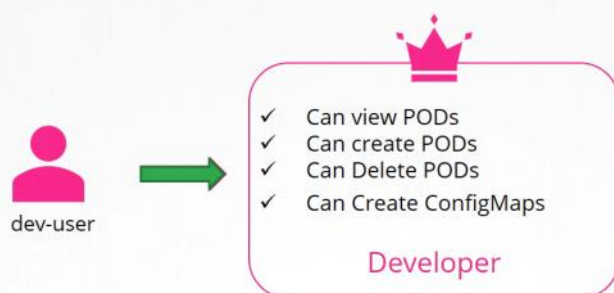 Can view PODs
Can create PODs
Can Delete PODs
Can Create ConfigMaps
dev-user
Developer